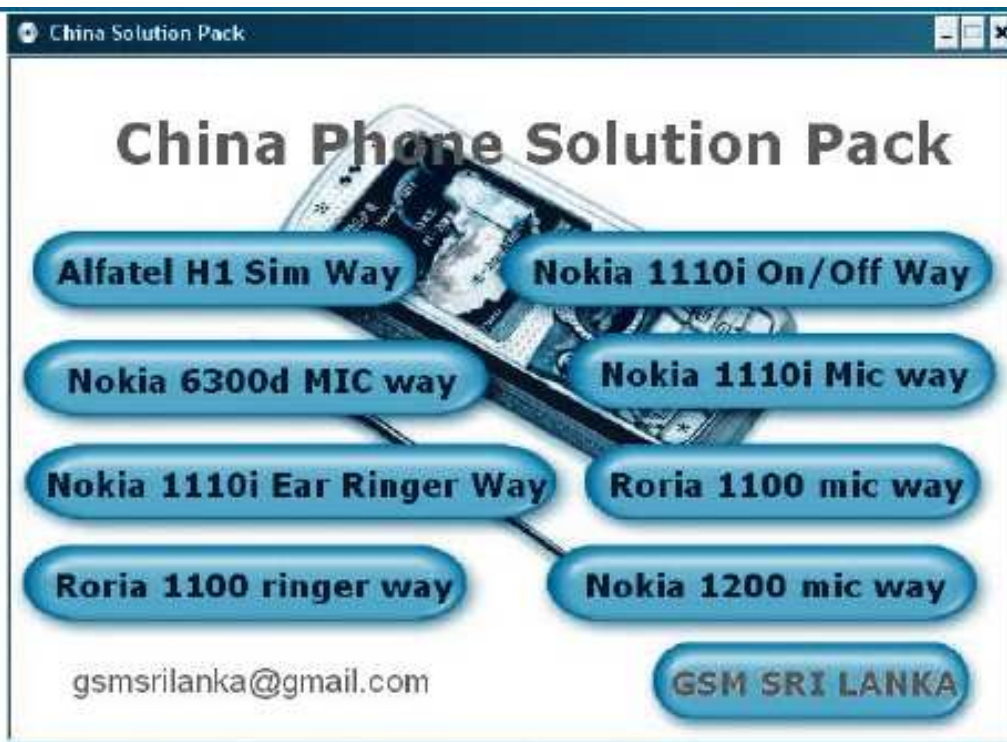 China Solution Pack
China Phone Solution Pack
Alfatel H1 Sim Way
Nokia 1110i On/Off Way
Nokia 6300d MIC way
Nokia 1110i Mic way
Nokia 1110i Ear Ringer Way
Roria 1100 mic way
Roria 1100 ringer way
Nokia 1200 mic way
gsmsrilanka@gmail.com
GSM SRI LANKA